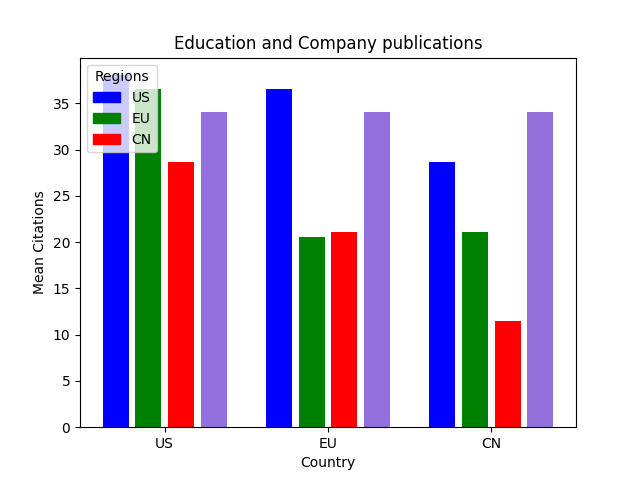 Education and Company publications
Regions
US
EU
CN
35
30
25
20
15
10
5
0
Mean Citations
US EU CN
Country